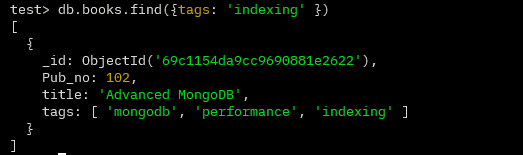 test> db.books.find({tags: 'indexing' })
[
  {
    _id: ObjectId('69c1154da9cc9690881e2622'),
    Pub_no: 102,
    title: 'Advanced MongoDB',
    tags: [ 'mongodb', 'performance', 'indexing' ]
  }
]